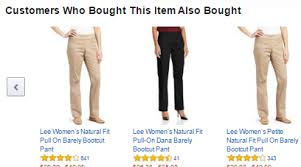 Customers Who Bought This Item Also Bought
Lee Women's Natural Fit
Pull On Barely Bootcut
Pant
841
Lee Women's Natural Fit
Pull-On Dana Barely
Bootcut Pant
41
Lee Women's Petite
Natural Fit Pull On Barely
Bootcut Pant
343